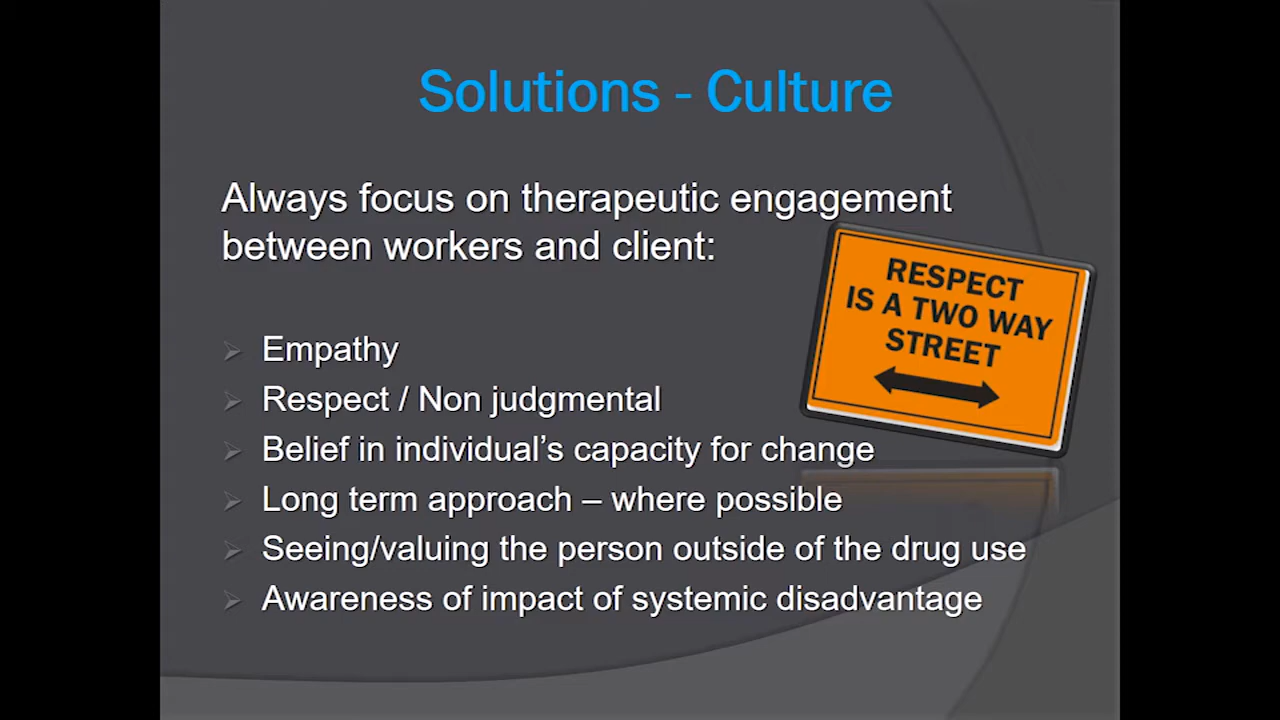 Solutions - Culture
Always focus on therapeutic engagement
between workers and client:
RESPECT
IS A TWO WAY
STREET
Empathy
Respect / Non judgmental
Belief in individual’s capacity for change
Long term approach – where possible
Seeing/valuing the person outside of the drug use
Awareness of impact of systemic disadvantage